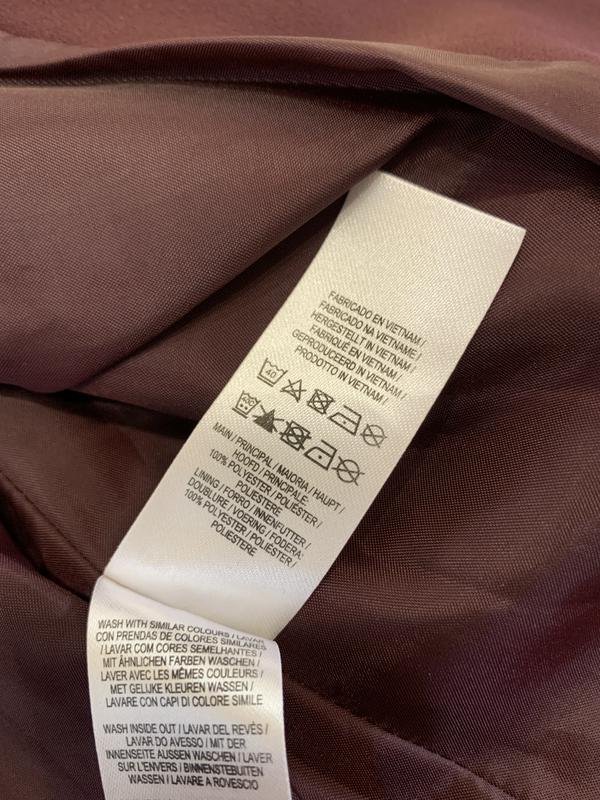 FABRICADO EN VIETNAM /
FABRICADO NA VIETNAME /
HERGESTELLT IN VIETNAM /
FABRIQUÉ EN VIETNAM /
GEPRODUCEERD IN VIETNAM /
PRODOTTO IN VIETNAM /
40
MAIN / PRINCIPAL / MAIORIA / HAUPT /
HOOFD / PRINCIPALE:
100% POLYESTER / POLIÉSTER /
POLIESTERE
LINING / FORRO / INNENFUTTER /
DOUBLURE / VOERING / FODERA:
100% POLYESTER / POLIÉSTER /
POLIESTERE
WASH WITH SIMILAR COLOURS / LAVAR
CON PRENDAS DE COLORES SIMILARES
/ LAVAR COM CORES SEMELHANTES /
MIT ÄHNLICHEN FARBEN WASCHEN /
LAVER AVEC LES MÊMES COULEURS /
MET GELIJKE KLEUREN WASSEN /
LAVARE CON CAPI DI COLORE SIMILE
WASH INSIDE OUT / LAVAR DEL REVÉS /
LAVAR DO AVESSO / MIT DER
INNENSEITE AUSSEN WASCHEN / LAVER
SUR L'ENVERS / BINNENSTEBUITEN
WASSEN / LAVARE A ROVESCIO